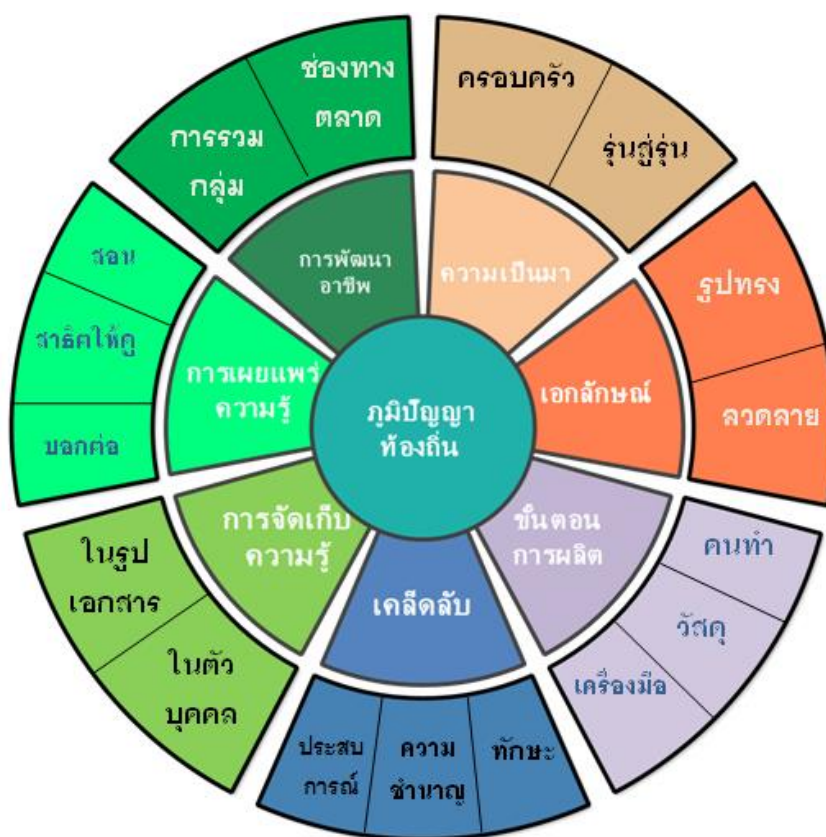 ช่องทาง
ตลาด
การรวม
กลุ่ม
ครอบครัว
รุ่นสู่รุ่น
รูปทรง
ลวดลาย
คนทำ
วัสดุ
เครื่องมือ
ทักษะ
ความ
ชำนาญ
ประสบ
การณ์
ในตัว
บุคคล
ในรูป
เอกสาร
บอกต่อ
สาธิตให้ดู
สอน
การพัฒนา
อาชีพ
ความเป็นมา
เอกลักษณ์
ขั้นตอน
การผลิต
เคล็ดลับ
การจัดเก็บ
ความรู้
การเผยแพร่
ความรู้
ภูมิปัญญา
ท้องถิ่น